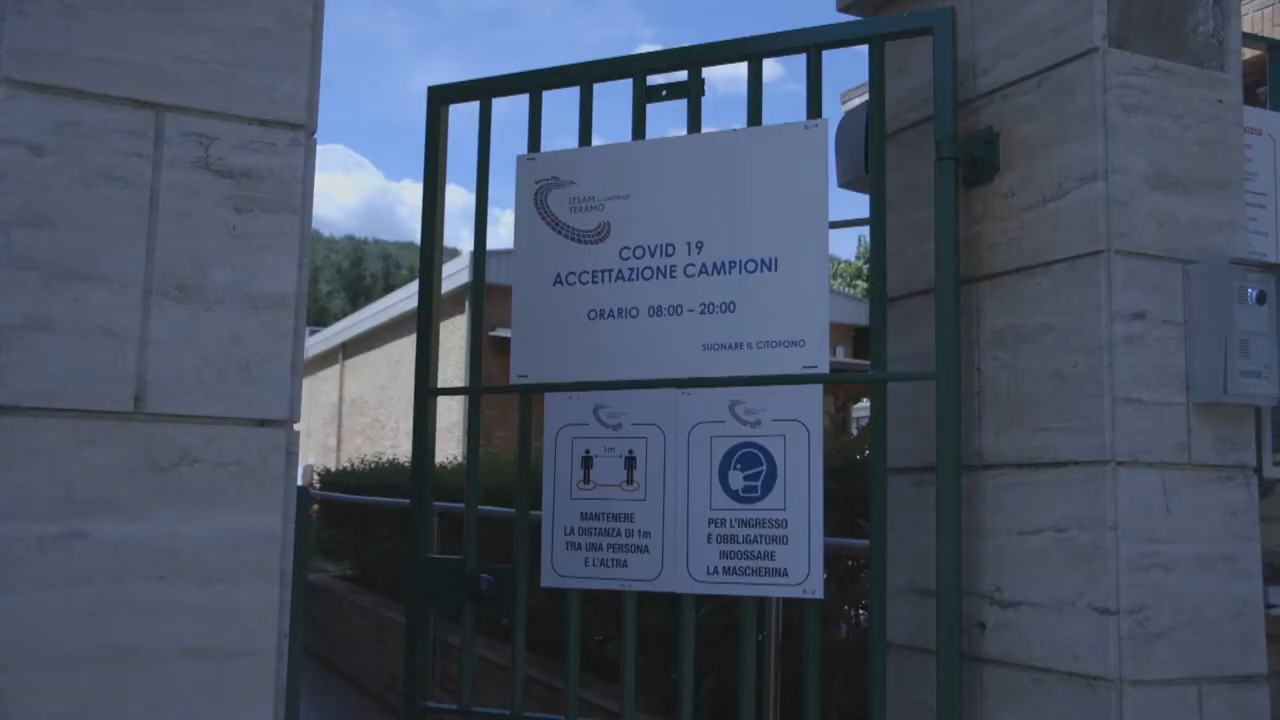 IZSAM G.CAPORALE
TERAMO
COVID 19
ACCETTAZIONE CAMPIONI
ORARIO 08:00 – 20:00
SUONARE IL CITOFONO
1m
MANTENERE
LA DISTANZA DI 1m
TRA UNA PERSONA
E L'ALTRA
PER L'INGRESSO
È OBBLIGATORIO
INDOSSARE
LA MASCHERINA